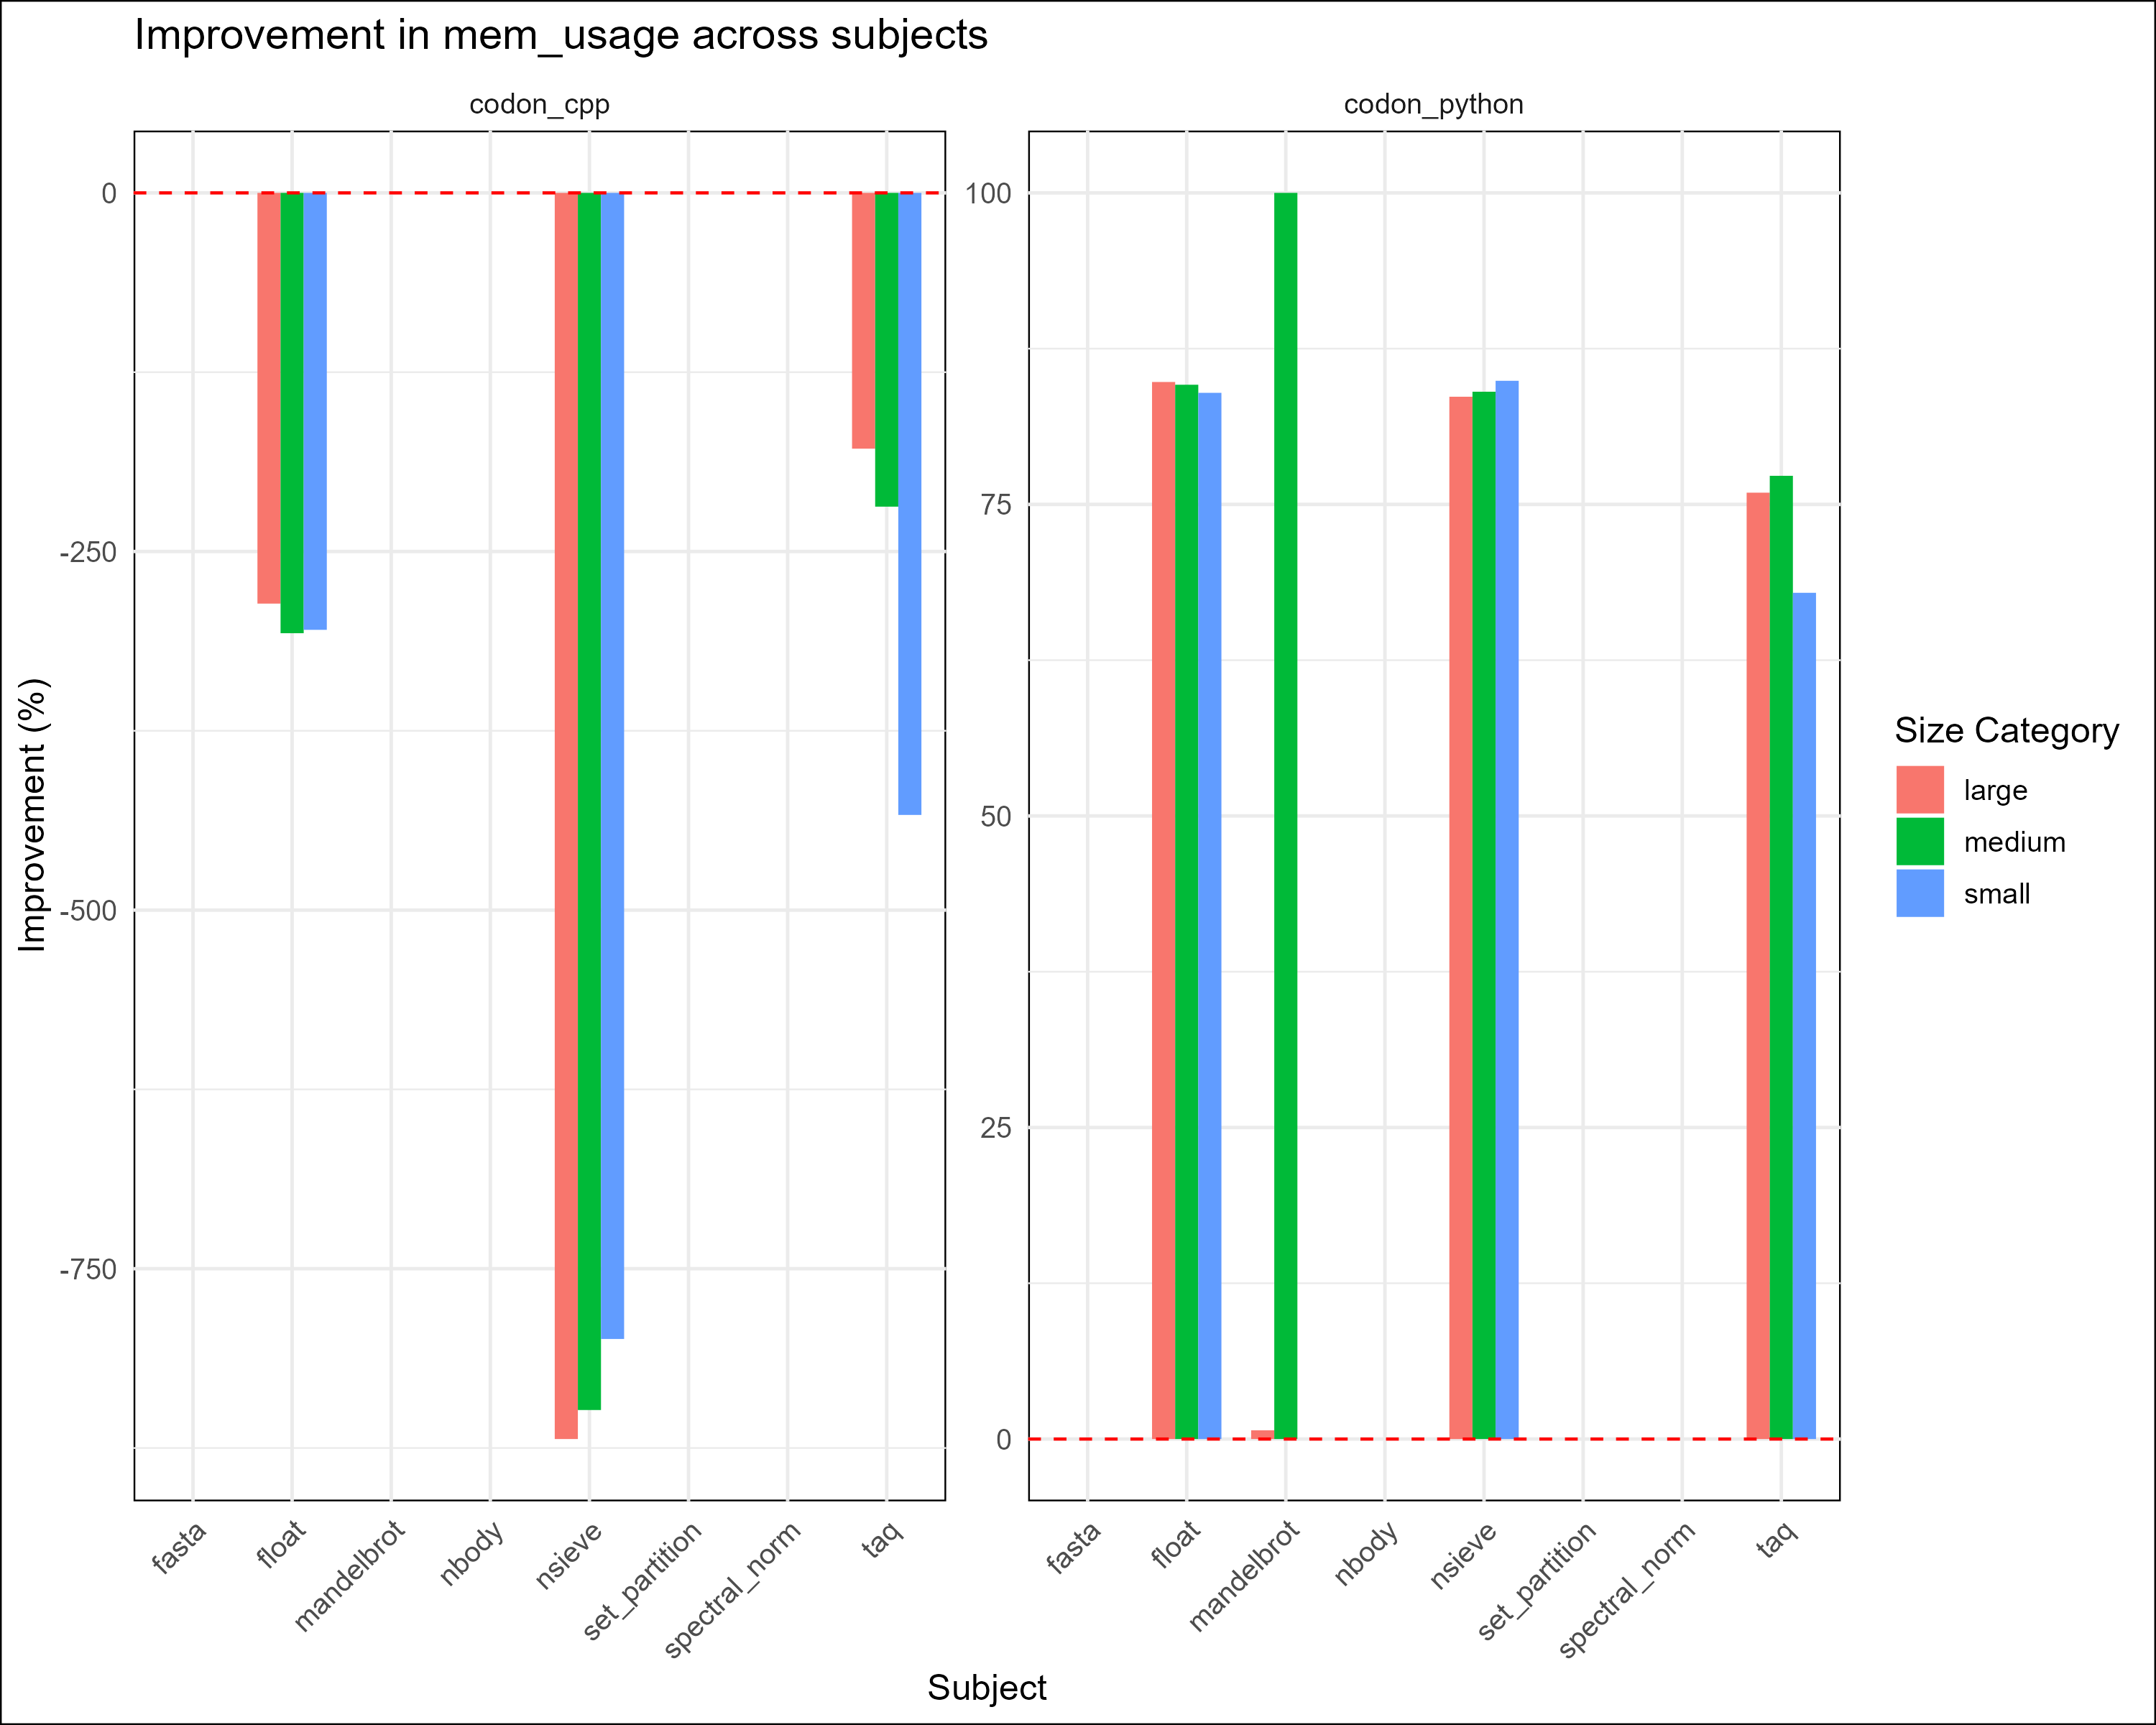 Improvement in mem_usage across subjects
codon_cpp
codon_python
Improvement (%)
0
-250
-500
-750
100
75
50
25
0
fasta
float
mandelbrot
nbody
nsieve
set_partition
spectral_norm
taq
fasta
float
mandelbrot
nbody
nsieve
set_partition
spectral_norm
taq
Subject
Size Category
large
medium
small